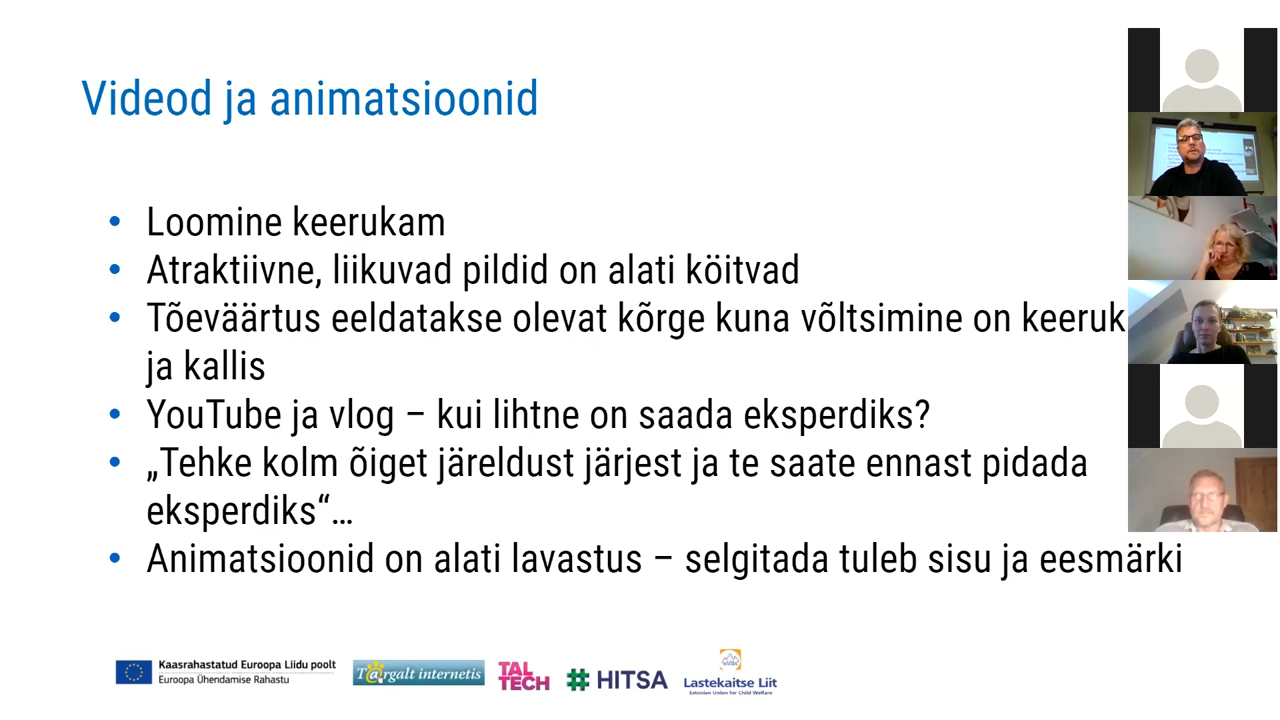 Videod ja animatsioonid
• Loomine keerukam
• Atraktiivne, liikuvad pildid on alati köitvad
• Tõeväärtus eeldatakse olevat kõrge kuna võltsimine on keeruk
ja kallis
• YouTube ja vlog – kui lihtne on saada eksperdiks?
• „Tehke kolm õiget järeldust järjest ja te saate ennast pidada
eksperdiks“…
• Animatsioonid on alati lavastus – selgitada tuleb sisu ja eesmärki
Kaasrahastatud Euroopa Liidu poolt
Euroopa Ühendamise Rahastu
T@rgalt internetis
TAL
TECH
HITSA
Lastekaitse Liit
Estonian Union for Child Welfare